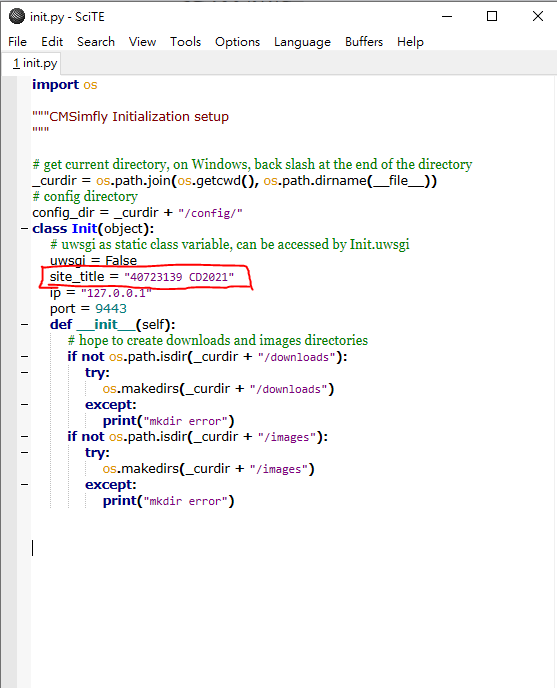 init.py - SciTE
File Edit Search View Tools Options Language Buffers Help
1 init.py
import os
"""CMSimfly Initialization setup
"""
# get current directory, on Windows, back slash at the end of the directory
_curdir = os.path.join(os.getcwd(), os.path.dirname(__file__))
# config directory
config_dir = _curdir + "/config/"
class Init(object):
# uwsgi as static class variable, can be accessed by Init.uwsgi
uwsgi = False
site_title = "40723139 CD2021"
ip = "127.0.0.1"
port = 9443
def __init__(self):
# hope to create downloads and images directories
if not os.path.isdir(_curdir + "/downloads"):
try:
os.makedirs(_curdir + "/downloads")
except:
print("mkdir error")
if not os.path.isdir(_curdir + "/images"):
try:
os.makedirs(_curdir + "/images")
except:
print("mkdir error")